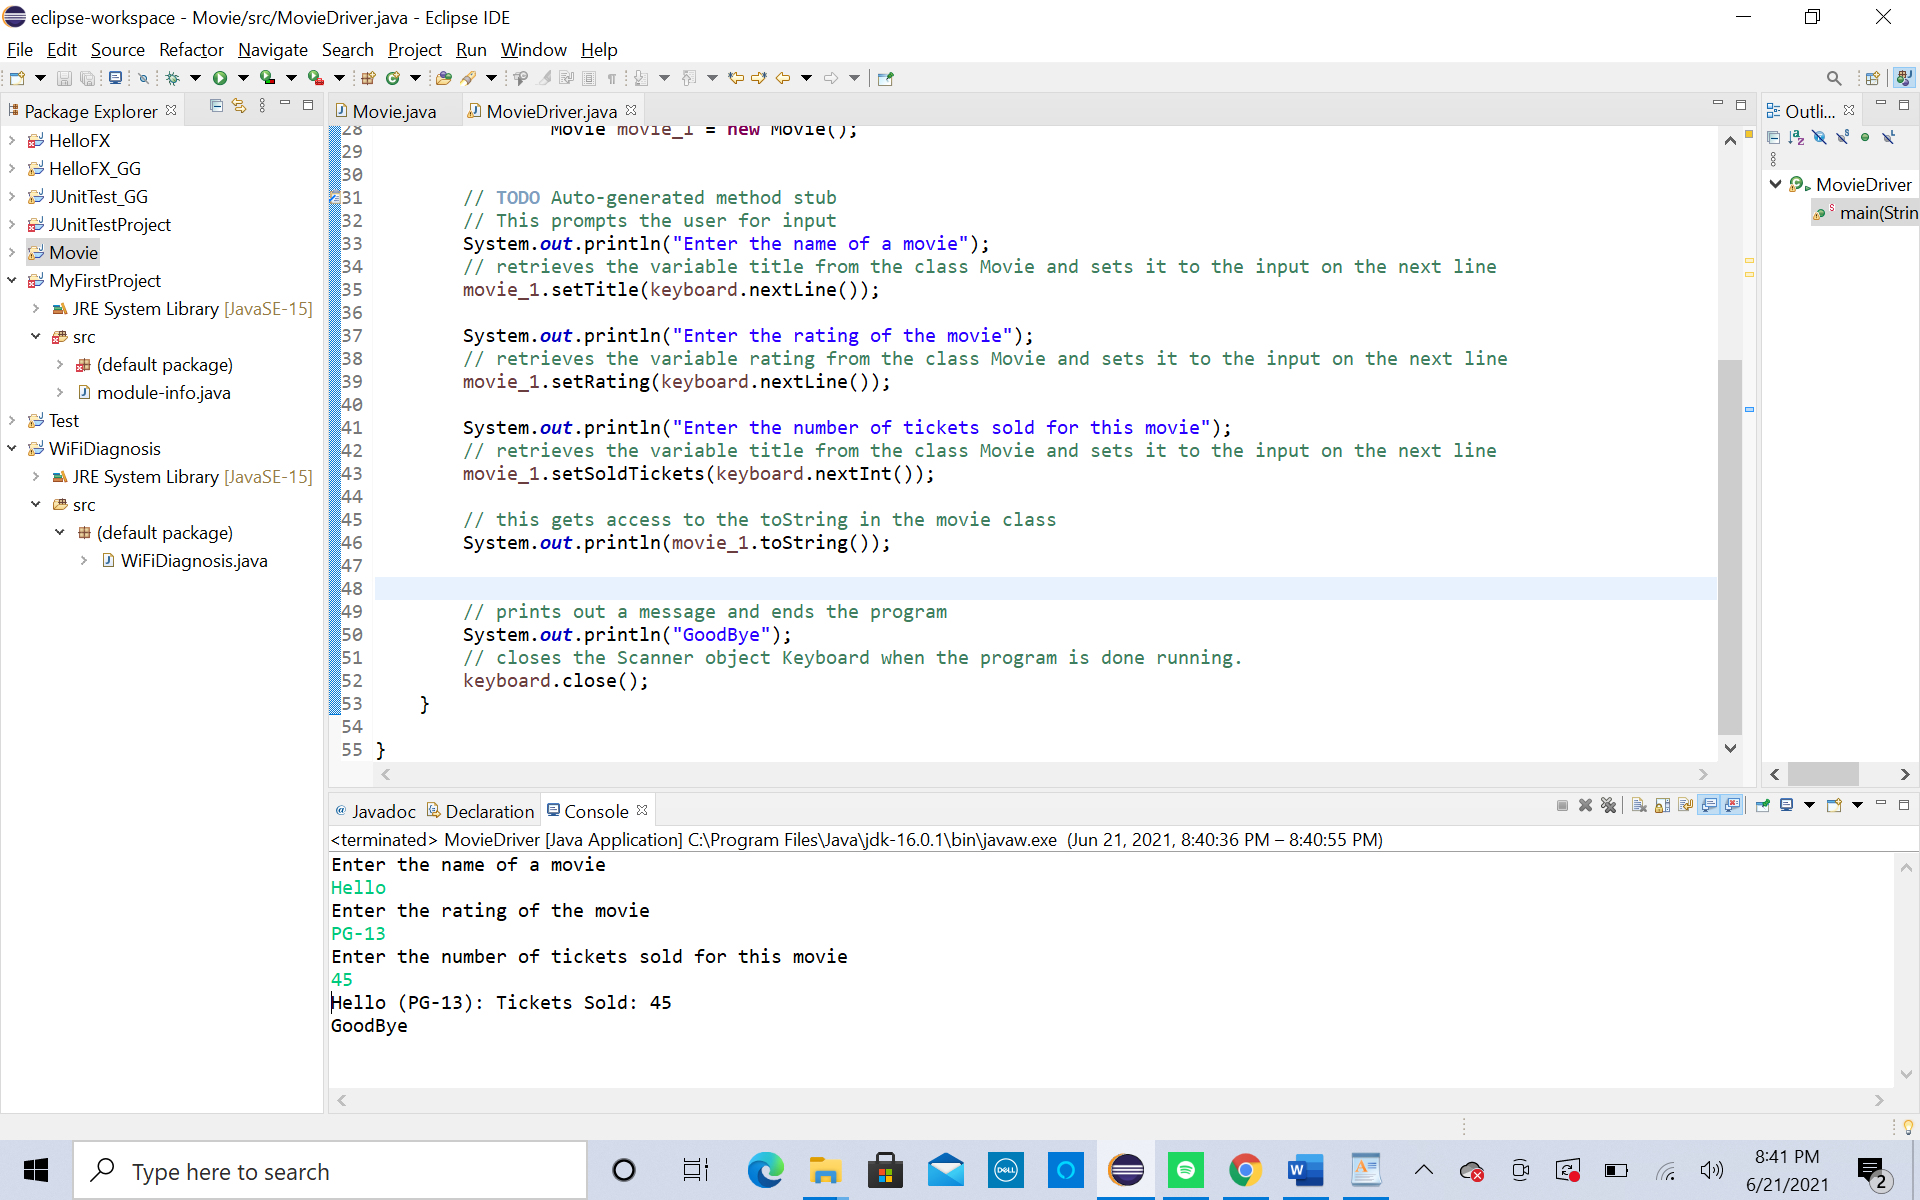 eclipse-workspace - Movie/src/MovieDriver.java - Eclipse IDE
File Edit Source Refactor Navigate Search Project Run Window Help
Package Explorer
HelloFX
HelloFX_GG
JUnitTest_GG
JUnitTestProject
Movie
MyFirstProject
JRE System Library [JavaSE-15]
src
(default package)
module-info.java
Test
WiFiDiagnosis
JRE System Library [JavaSE-15]
src
(default package)
WiFiDiagnosis.java
Movie.java MovieDriver.java
28 Movie movie_1 = new Movie();
29
30
31 // TODO Auto-generated method stub
32 // This prompts the user for input
33 System.out.println("Enter the name of a movie");
34 // retrieves the variable title from the class Movie and sets it to the input on the next line
35 movie_1.setTitle(keyboard.nextLine());
36
37 System.out.println("Enter the rating of the movie");
38 // retrieves the variable rating from the class Movie and sets it to the input on the next line
39 movie_1.setRating(keyboard.nextLine());
40
41 System.out.println("Enter the number of tickets sold for this movie");
42 // retrieves the variable title from the class Movie and sets it to the input on the next line
43 movie_1.setSoldTickets(keyboard.nextInt());
44
45 // this gets access to the toString in the movie class
46 System.out.println(movie_1.toString());
47
48
49 // prints out a message and ends the program
50 System.out.println("GoodBye");
51 // closes the Scanner object Keyboard when the program is done running.
52 keyboard.close();
53 }
54
55 }
Outli...
MovieDriver
main(Strin
@ Javadoc Declaration Console
<terminated> MovieDriver [Java Application] C:\Program Files\Java\jdk-16.0.1\bin\javaw.exe (Jun 21, 2021, 8:40:36 PM – 8:40:55 PM)
Enter the name of a movie
Hello
Enter the rating of the movie
PG-13
Enter the number of tickets sold for this movie
45
Hello (PG-13): Tickets Sold: 45
GoodBye
Type here to search
DELL
8:41 PM
6/21/2021
2